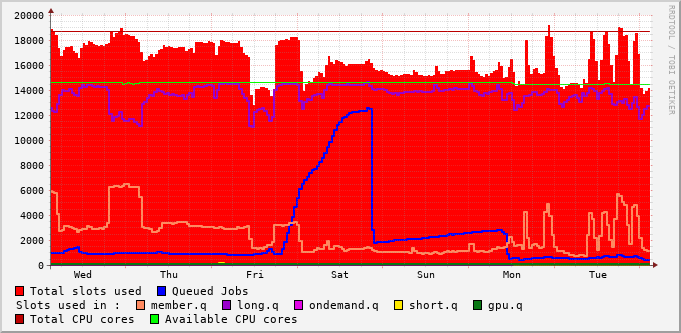 RRDTOOL / TOBI OETIKER
20000
18000
16000
14000
12000
10000
8000
6000
4000
2000
0
Wed Thu Fri Sat Sun Mon Tue
Total slots used Queued Jobs
Slots used in : member.q long.q ondemand.q short.q gpu.q
Total CPU cores Available CPU cores